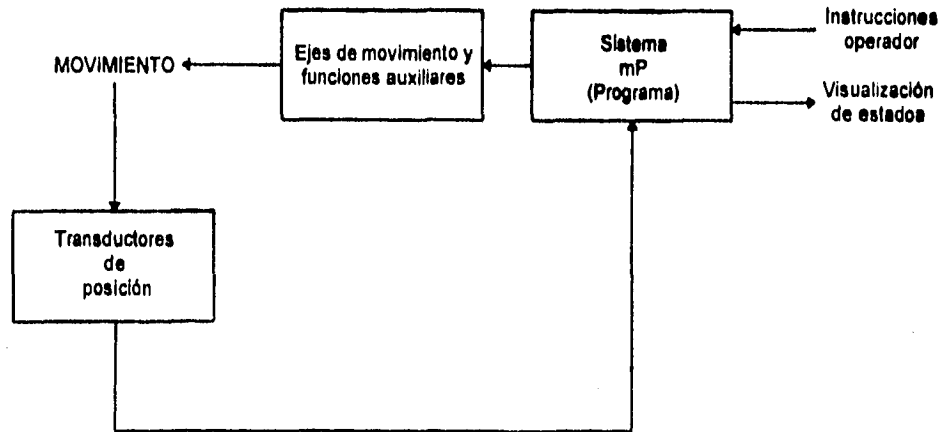 Instrucciones
operador
Sistema
mP
(Programa)
Ejes de movimiento y
funciones auxiliares
MOVIMIENTO
Visualización
de estados
Transductores
de
posición